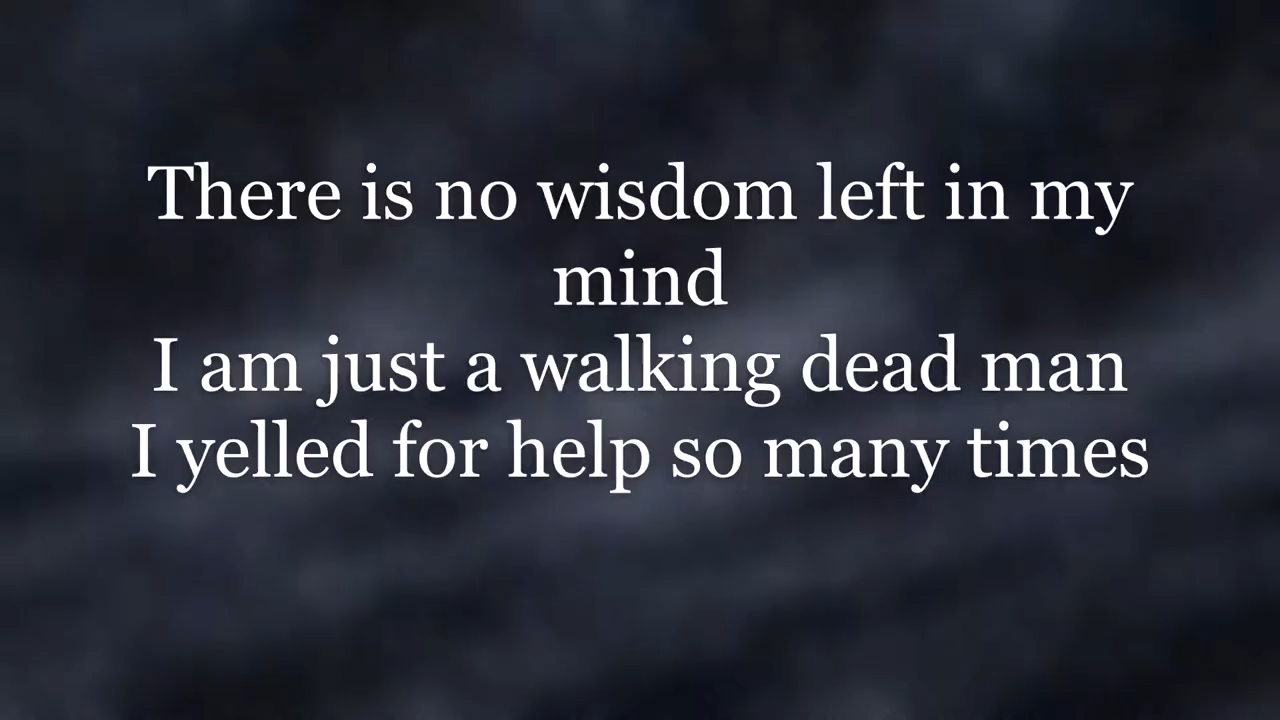 There is no wisdom left in my
mind
I am just a walking dead man
I yelled for help so many times